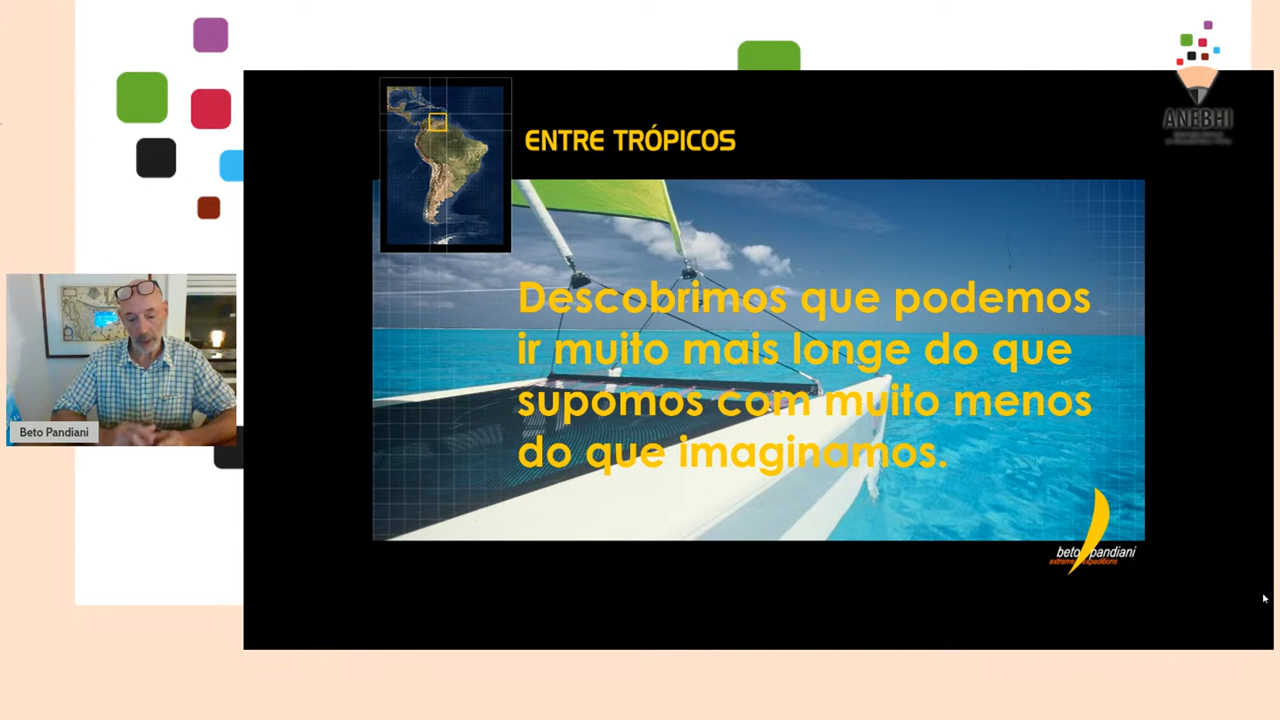 ANEBHI
ENTRE TRÓPICOS
Descobrimos que podemos
ir muito mais longe do que
supomos com muito menos
do que imaginamos.
Beto Pandiani
beto pandiani
extreme expeditions